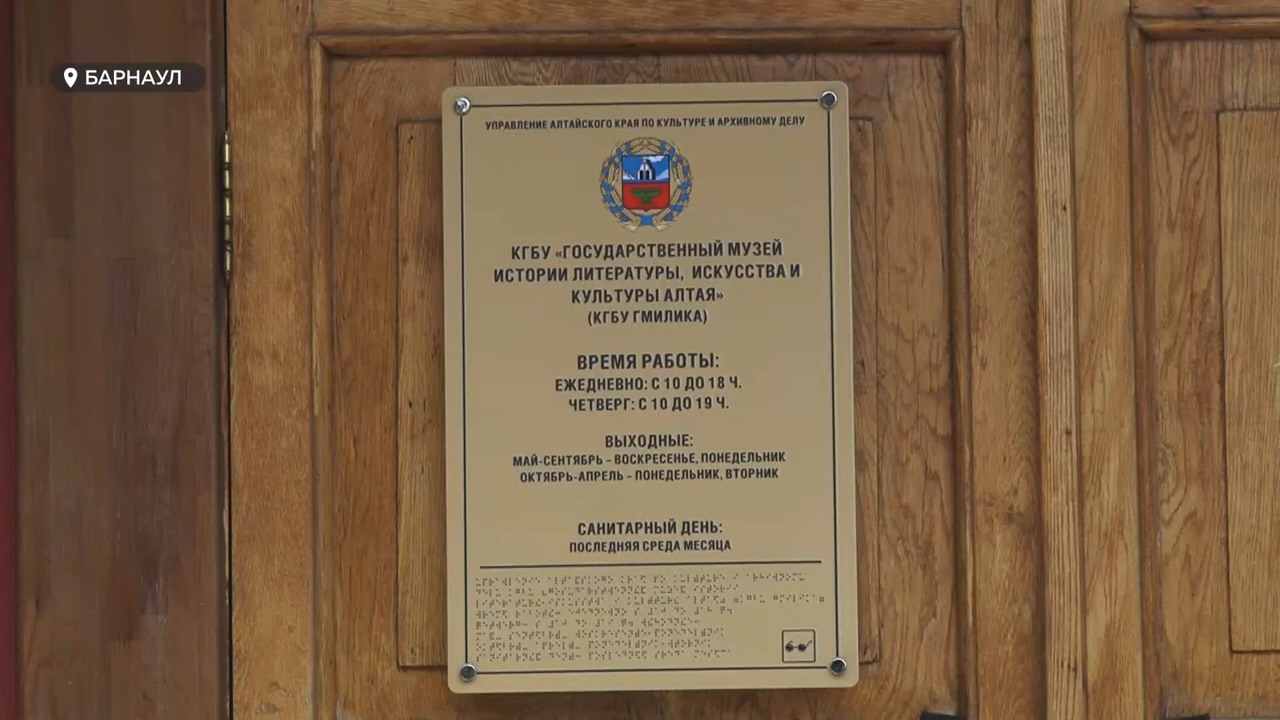 БАРНАУЛ
УПРАВЛЕНИЕ АЛТАЙСКОГО КРАЯ ПО КУЛЬТУРЕ И АРХИВНОМУ ДЕЛУ
КГБУ «ГОСУДАРСТВЕННЫЙ МУЗЕЙ
ИСТОРИИ ЛИТЕРАТУРЫ, ИСКУССТВА И
КУЛЬТУРЫ АЛТАЯ»
(КГБУ ГМИЛИКА)
ВРЕМЯ РАБОТЫ:
ЕЖЕДНЕВНО: С 10 ДО 18 Ч.
ЧЕТВЕРГ: С 10 ДО 19 Ч.
ВЫХОДНЫЕ:
МАЙ-СЕНТЯБРЬ – ВОСКРЕСЕНЬЕ, ПОНЕДЕЛЬНИК
ОКТЯБРЬ-АПРЕЛЬ – ПОНЕДЕЛЬНИК, ВТОРНИК
САНИТАРНЫЙ ДЕНЬ:
ПОСЛЕДНЯЯ СРЕДА МЕСЯЦА